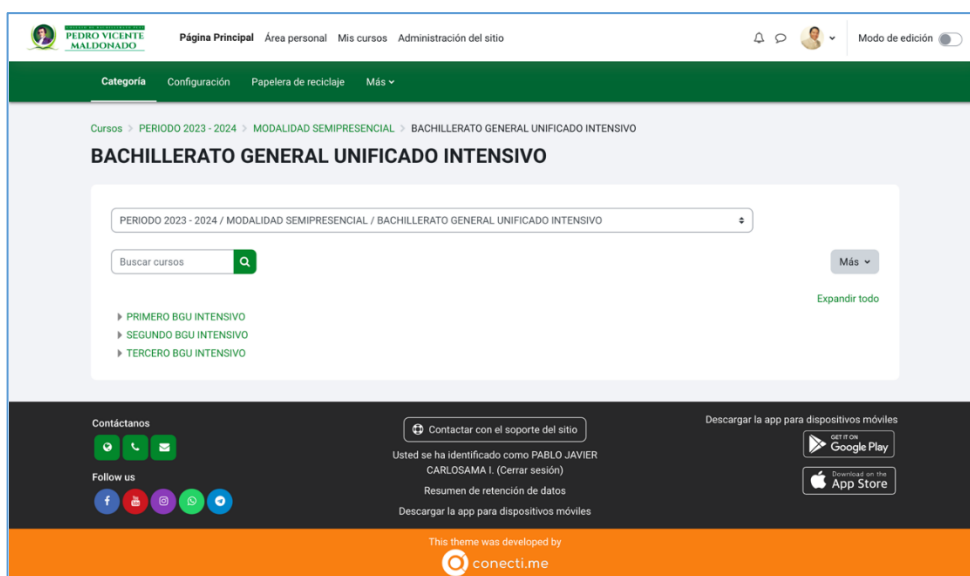 PEDRO VICENTE
MALDONADO
Página Principal Área personal Mis cursos Administración del sitio
Modo de edición
Categoría Configuración Papelera de reciclaje Más
Cursos > PERIODO 2023 - 2024 > MODALIDAD SEMIPRESENCIAL > BACHILLERATO GENERAL UNIFICADO INTENSIVO
BACHILLERATO GENERAL UNIFICADO INTENSIVO
PERIODO 2023 - 2024 / MODALIDAD SEMIPRESENCIAL / BACHILLERATO GENERAL UNIFICADO INTENSIVO
Buscar cursos
Más
Expandir todo
PRIMERO BGU INTENSIVO
SEGUNDO BGU INTENSIVO
TERCERO BGU INTENSIVO
Contáctanos
Follow us
Contactar con el soporte del sitio
Usted se ha identificado como PABLO JAVIER
CARLOSAMA I. (Cerrar sesión)
Resumen de retención de datos
Descargar la app para dispositivos móviles
Descargar la app para dispositivos móviles
GET IT ON
Google Play
Download on the
App Store
This theme was developed by
conecti.me